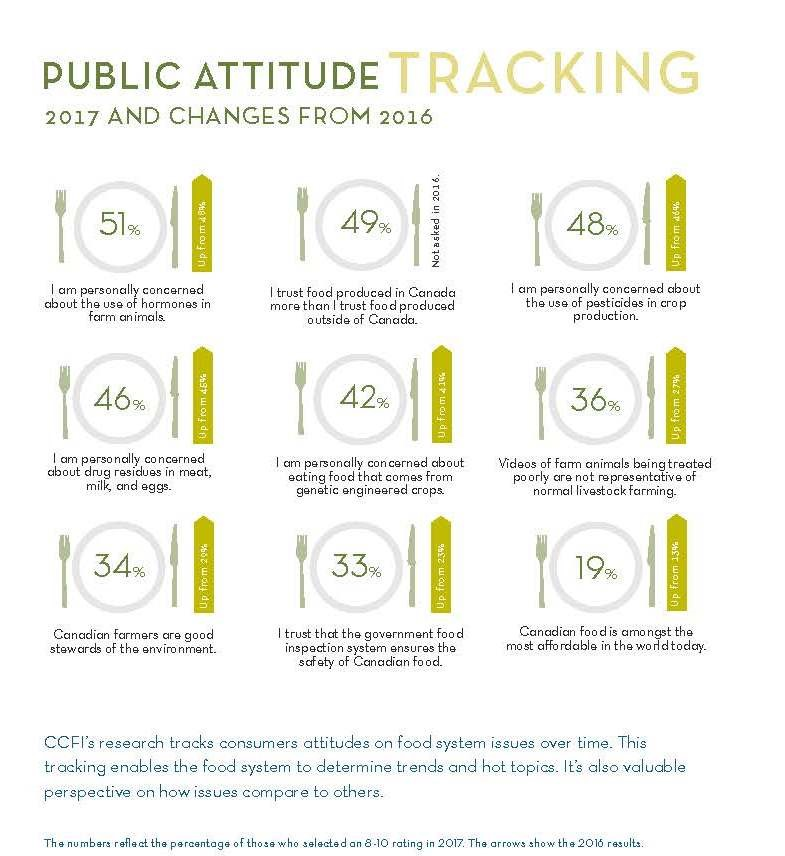 PUBLIC ATTITUDE TRACKING
2017 AND CHANGES FROM 2016
51%
Up from 48%
I am personally concerned
about the use of hormones in
farm animals.
49%
Not asked in 2016.
I trust food produced in Canada
more than I trust food produced
outside of Canada.
48%
Up from 46%
I am personally concerned about
the use of pesticides in crop
production.
46%
Up from 45%
I am personally concerned
about drug residues in meat,
milk, and eggs.
42%
Up from 41%
I am personally concerned about
eating food that comes from
genetic engineered crops.
36%
Up from 27%
Videos of farm animals being treated
poorly are not representative of
normal livestock farming.
34%
Up from 29%
Canadian farmers are good
stewards of the environment.
33%
Up from 23%
I trust that the government food
inspection system ensures the
safety of Canadian food.
19%
Up from 13%
Canadian food is amongst the
most affordable in the world today.
CCFI's research tracks consumers attitudes on food system issues over time. This
tracking enables the food system to determine trends and hot topics. It's also valuable
perspective on how issues compare to others.
The numbers reflect the percentage of those who selected an 8-10 rating in 2017. The arrows show the 2016 results.